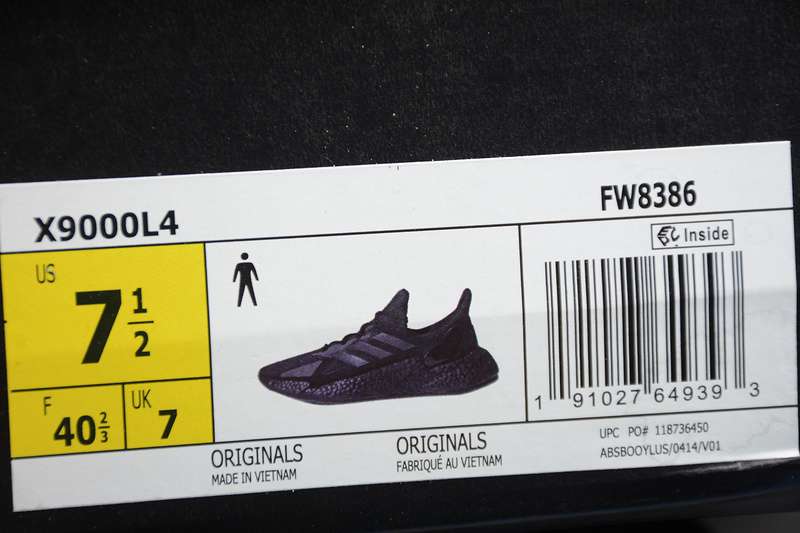 X9000L4
FW8386
US
7 1/2
F
40 2/3
UK
7
Inside
1 91027 64939 3
ORIGINALS
MADE IN VIETNAM
ORIGINALS
FABRIQUÉ AU VIETNAM
UPC PO# 118736450
ABSBOOYLUS/0414/V01